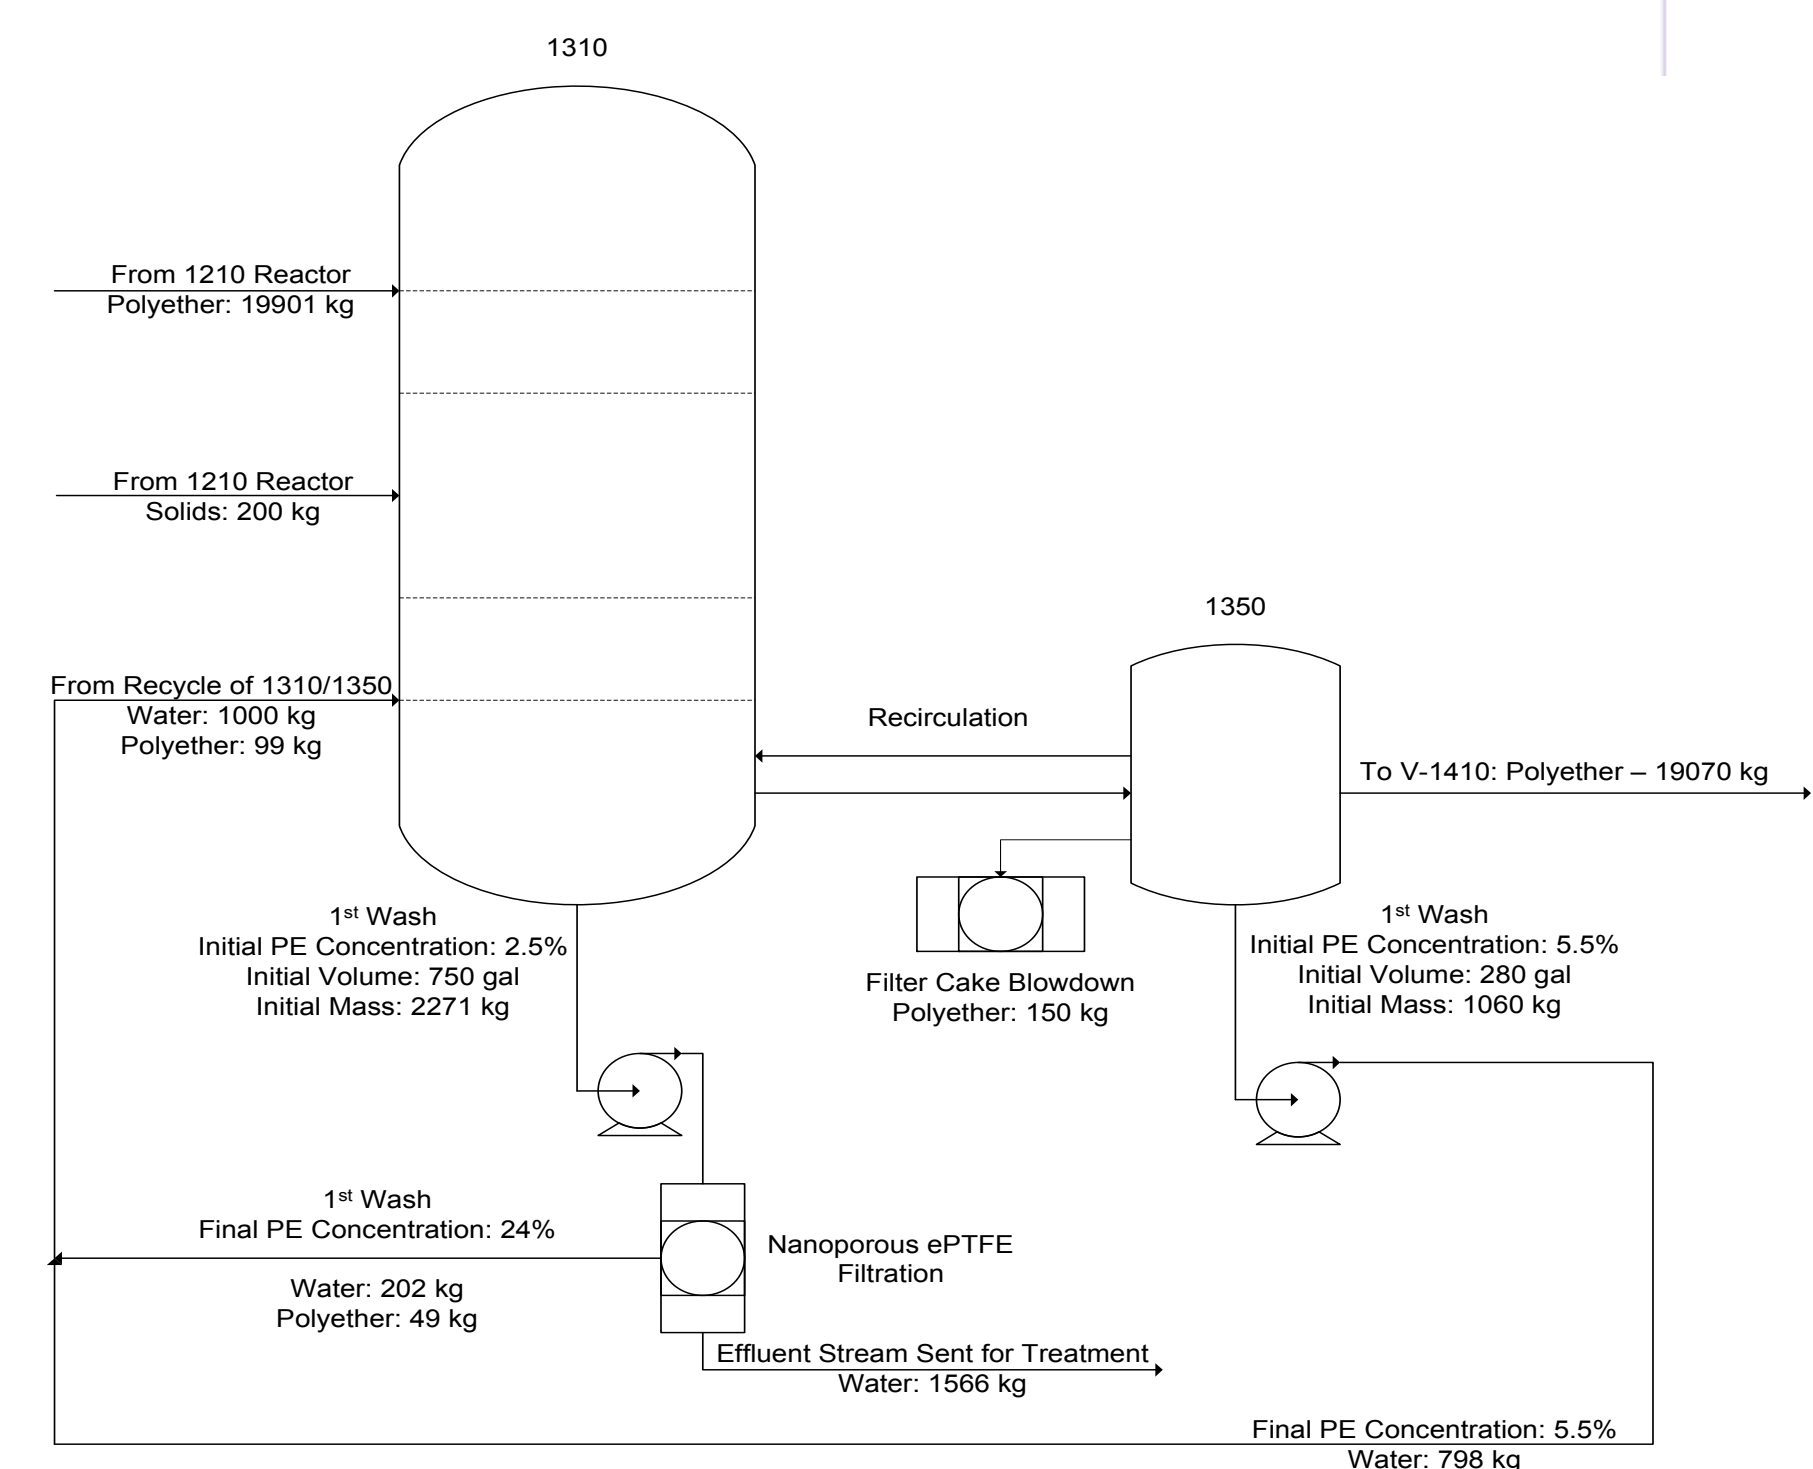 1310
From 1210 Reactor
Polyether: 19901 kg
From 1210 Reactor
Solids: 200 kg
1350
From Recycle of 1310/1350
Water: 1000 kg
Polyether: 99 kg
Recirculation
To V-1410: Polyether – 19070 kg
1st Wash
Initial PE Concentration: 2.5%
Initial Volume: 750 gal
Initial Mass: 2271 kg
Filter Cake Blowdown
Polyether: 150 kg
1st Wash
Initial PE Concentration: 5.5%
Initial Volume: 280 gal
Initial Mass: 1060 kg
1st Wash
Final PE Concentration: 24%
Water: 202 kg
Polyether: 49 kg
Nanoporous ePTFE
Filtration
Effluent Stream Sent for Treatment
Water: 1566 kg
Final PE Concentration: 5.5%
Water: 798 kg